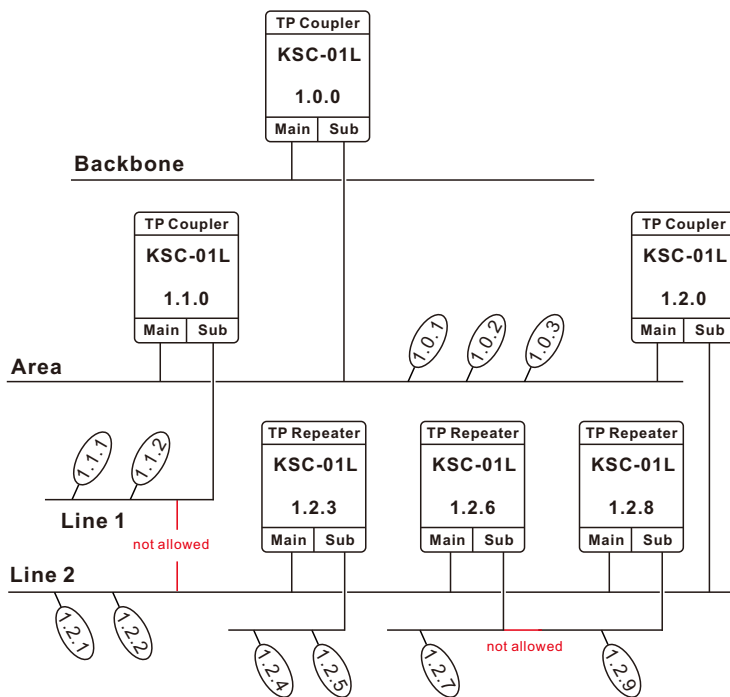 TP Coupler
KSC-01L
1.0.0
Main Sub
Backbone
TP Coupler
KSC-01L
1.1.0
Main Sub
TP Coupler
KSC-01L
1.2.0
Main Sub
1.0.1 1.0.2 1.0.3
Area
1.1.1 1.1.2
Line 1
not allowed
TP Repeater
KSC-01L
1.2.3
Main Sub
TP Repeater
KSC-01L
1.2.6
Main Sub
TP Repeater
KSC-01L
1.2.8
Main Sub
Line 2
1.2.1 1.2.2
1.2.4 1.2.5 1.2.7
not allowed
1.2.9